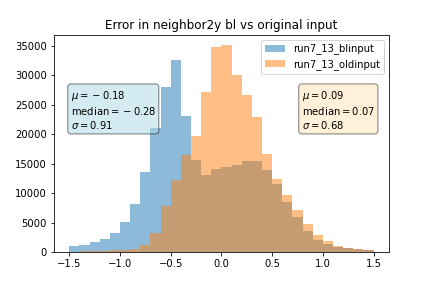 Error in neighbor2y bl vs original input
35000
30000
25000
20000
15000
10000
5000
0
run7_13_blinput
run7_13_oldinput
μ = −0.18
median = −0.28
σ = 0.91
μ = 0.09
median = 0.07
σ = 0.68
−1.5 −1.0 −0.5 0.0 0.5 1.0 1.5